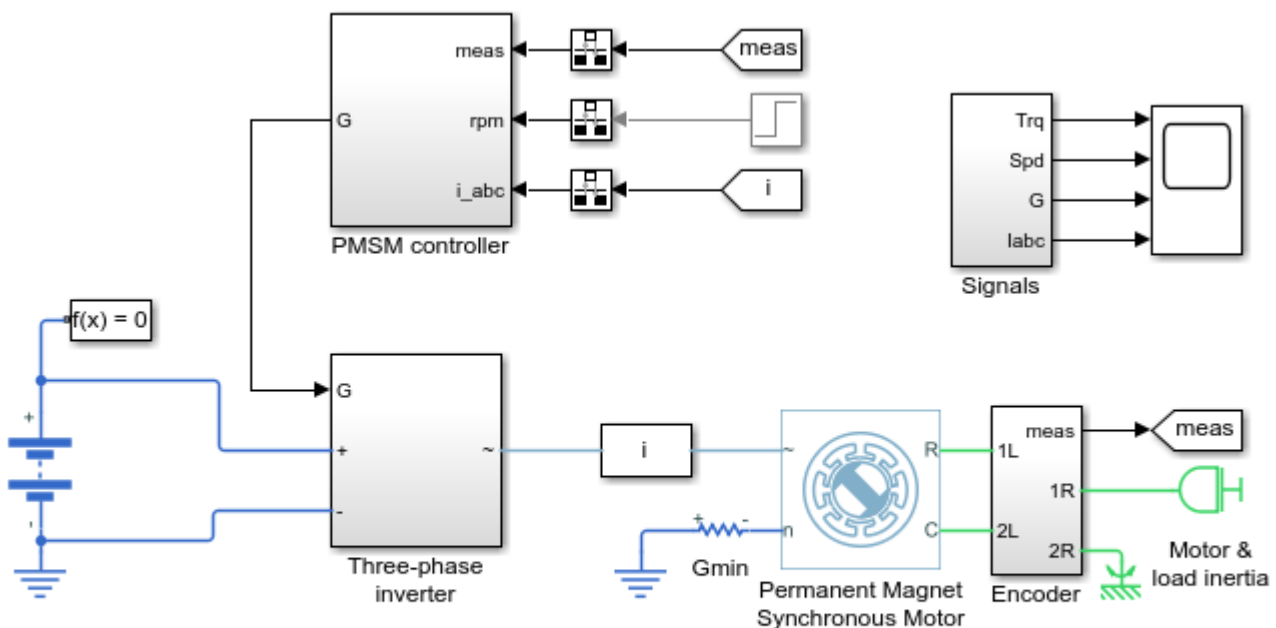 meas
meas
G
rpm
i_abc
i
PMSM controller
Trq
Spd
G
Iabc
Signals
f(x) = 0
+
G
+
~
-
-
Three-phase
inverter
i
~
R
n
C
+
-
Gmin
Permanent Magnet
Synchronous Motor
meas
1L
1R
2L
2R
Encoder
meas
Motor &
load inertia